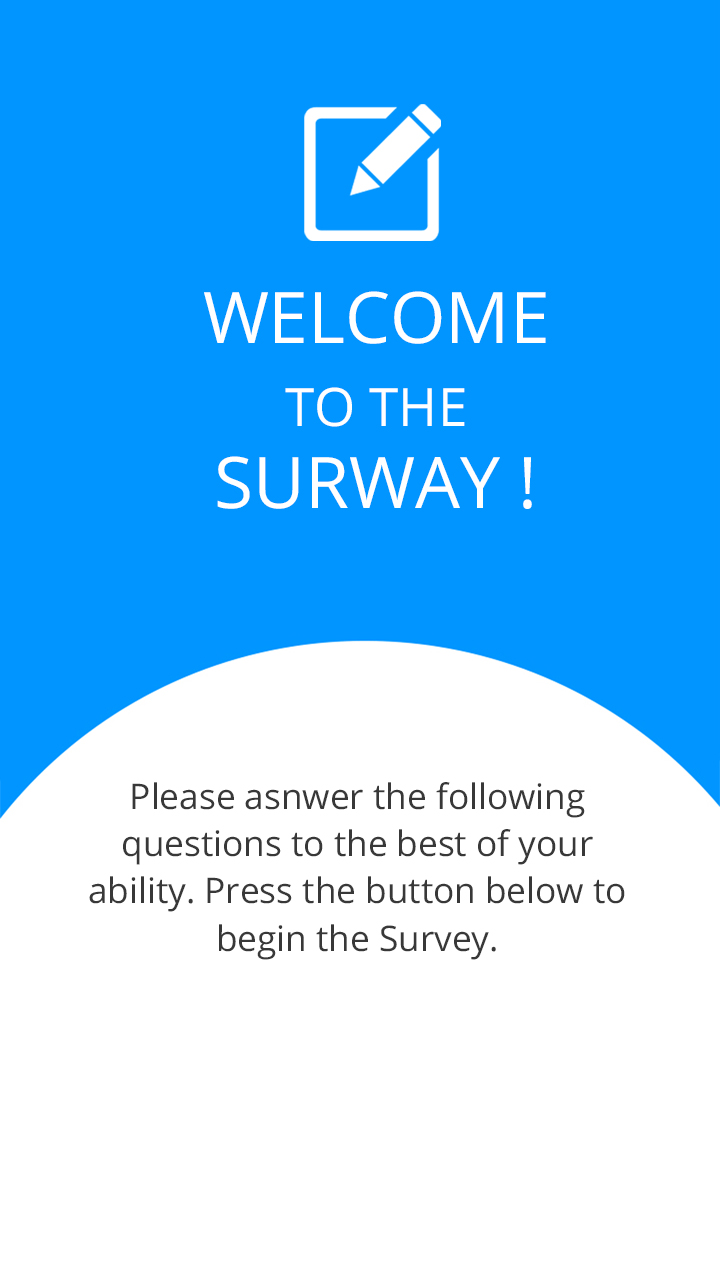 WELCOME
TO THE
SURWAY !
Please asnwer the following
questions to the best of your
ability. Press the button below to
begin the Survey.